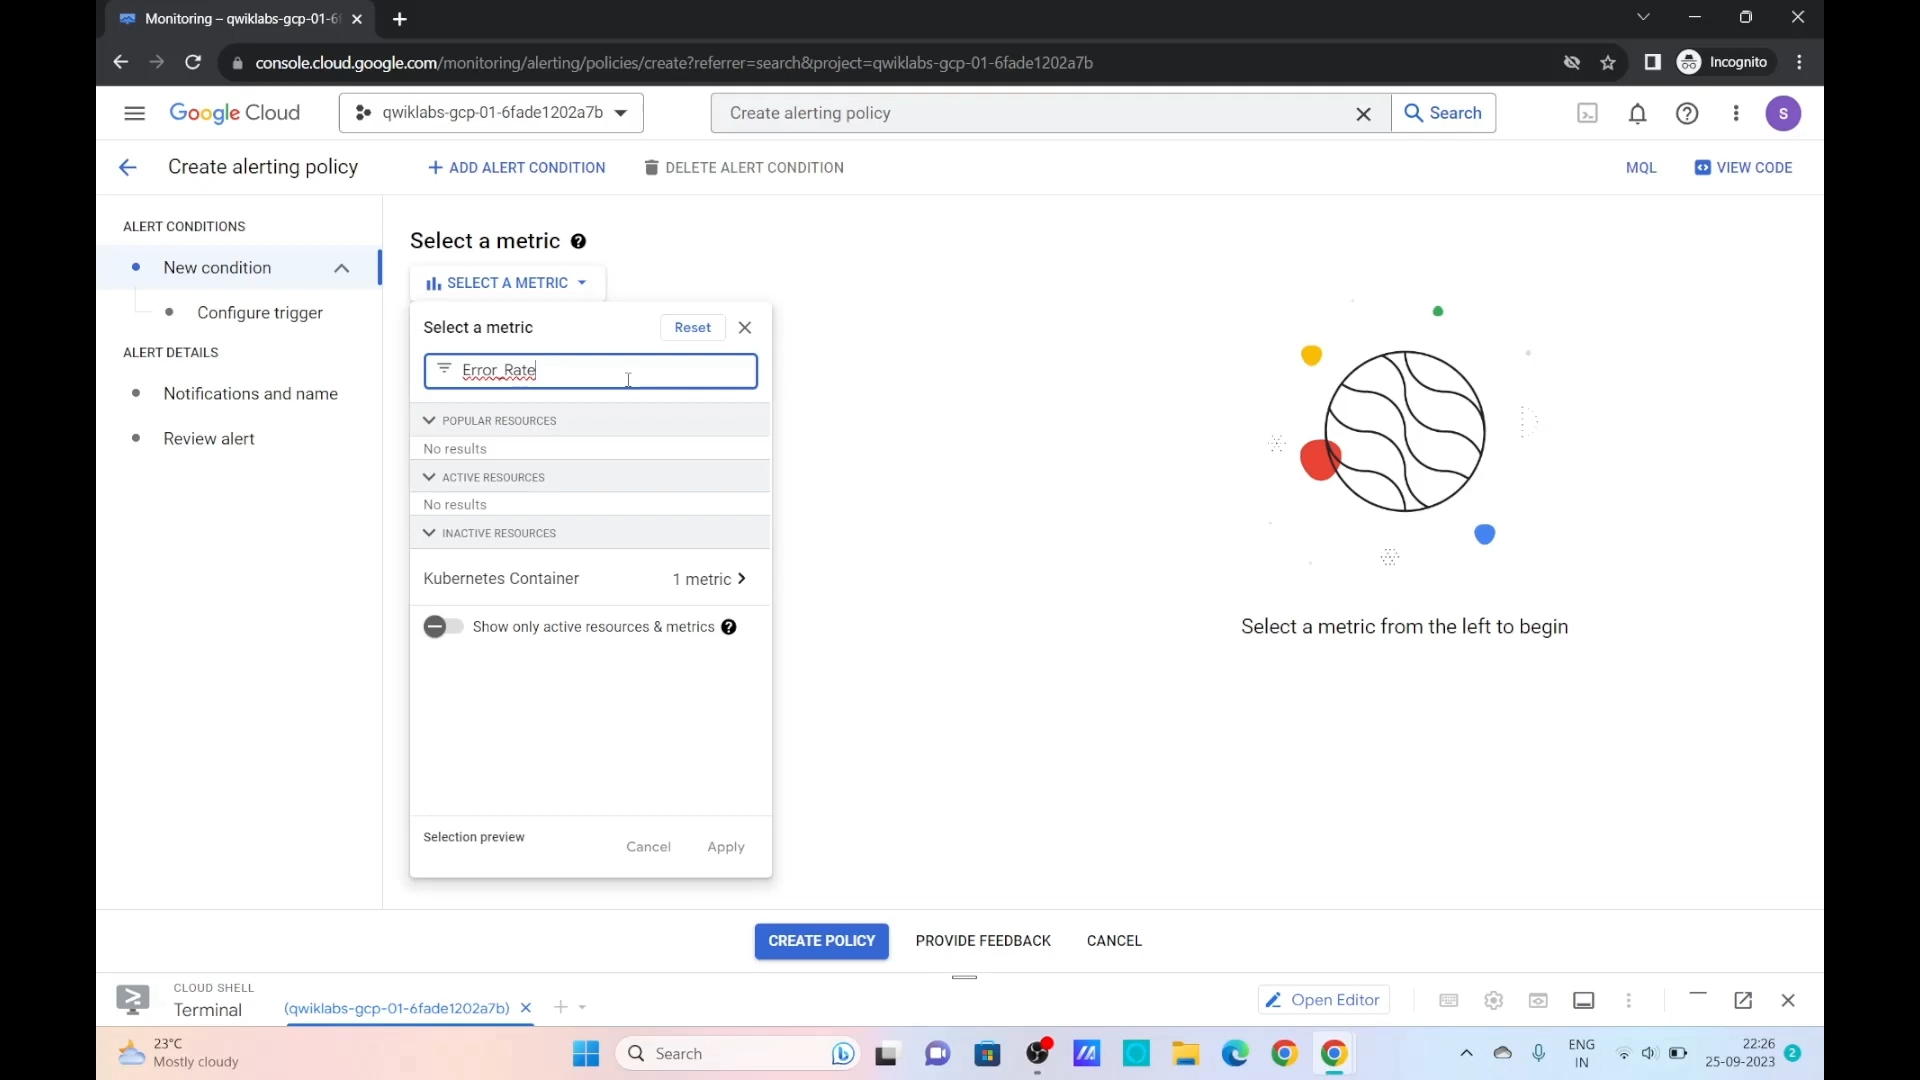 Monitoring – qwiklabs-gcp-01-6f
console.cloud.google.com/monitoring/alerting/policies/create?referrer=search&project=qwiklabs-gcp-01-6fade1202a7b
Incognito
Google Cloud
qwiklabs-gcp-01-6fade1202a7b
Create alerting policy
Search
S
Create alerting policy
ADD ALERT CONDITION
DELETE ALERT CONDITION
MQL
VIEW CODE
ALERT CONDITIONS
New condition
Configure trigger
ALERT DETAILS
Notifications and name
Review alert
Select a metric
SELECT A METRIC
Select a metric
Reset
Error_Rate
POPULAR RESOURCES
No results
ACTIVE RESOURCES
No results
INACTIVE RESOURCES
Kubernetes Container
1 metric
Show only active resources & metrics
Selection preview
Cancel
Apply
Select a metric from the left to begin
CREATE POLICY
PROVIDE FEEDBACK
CANCEL
CLOUD SHELL
Terminal
(qwiklabs-gcp-01-6fade1202a7b)
Open Editor
23°C
Mostly cloudy
Search
ENG
IN
22:26
25-09-2023
2